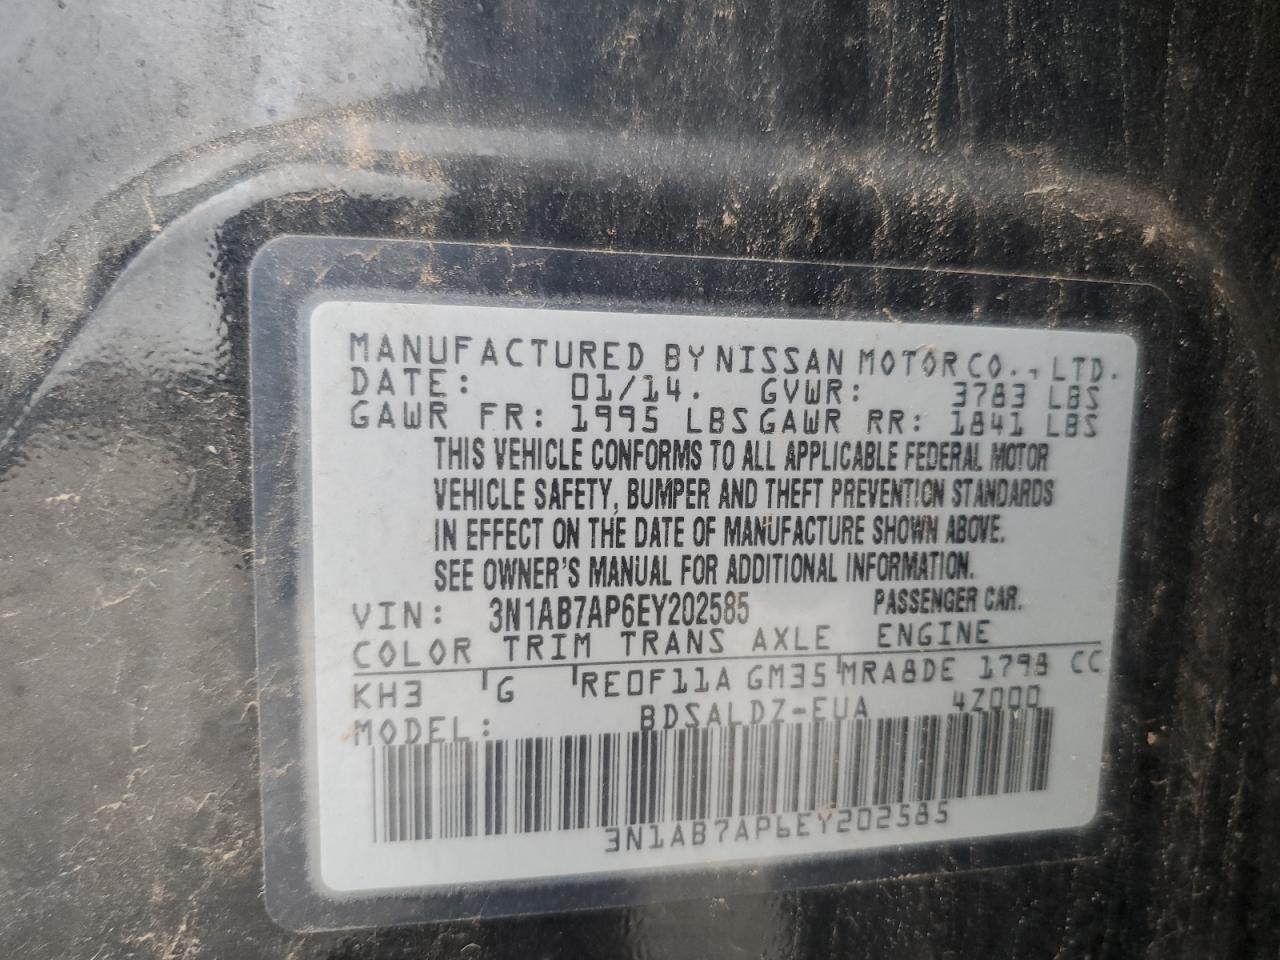 MANUFACTURED BY NISSAN MOTOR CO., LTD.
DATE: 01/14. GVWR: 3783 LBS
GAWR FR: 1995 LBS GAWR RR: 1841 LBS
THIS VEHICLE CONFORMS TO ALL APPLICABLE FEDERAL MOTOR
VEHICLE SAFETY, BUMPER AND THEFT PREVENTION STANDARDS
IN EFFECT ON THE DATE OF MANUFACTURE SHOWN ABOVE.
SEE OWNER'S MANUAL FOR ADDITIONAL INFORMATION.
VIN: 3N1AB7AP6EY202585 PASSENGER CAR.
COLOR TRIM TRANS AXLE ENGINE
KH3 G RE0F11A GM35 MRA8DE 1798 CC
MODEL: BDSALDZ-EUA 4Z000
3N1AB7AP6EY202585